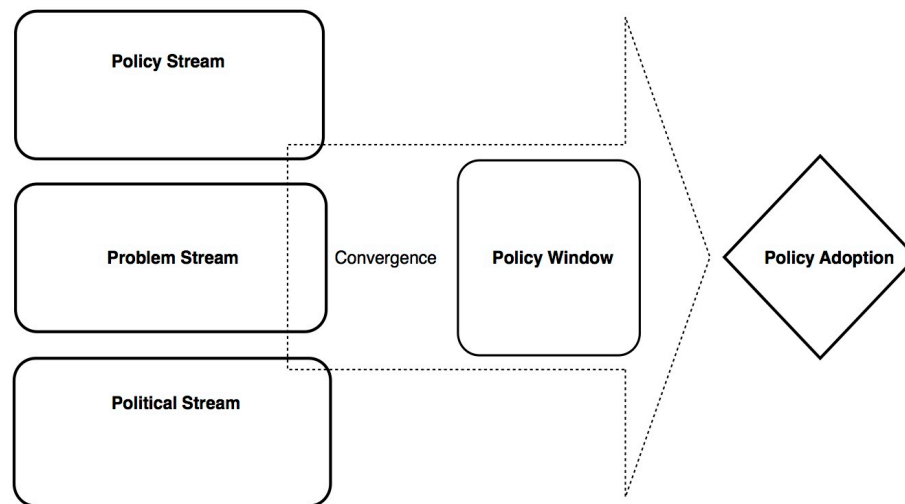 Policy Stream
Problem Stream
Convergence
Policy Window
Policy Adoption
Political Stream